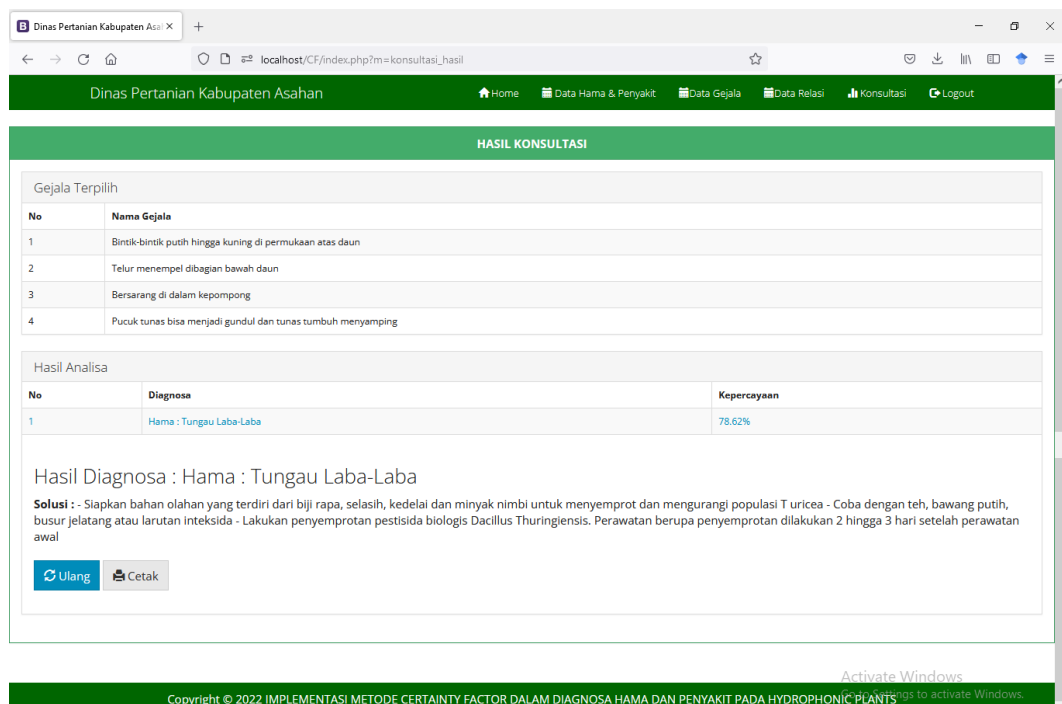 Dinas Pertanian Kabupaten Asa
localhost/CF/index.php?m=konsultasi_hasil
Dinas Pertanian Kabupaten Asahan
Home
Data Hama & Penyakit
Data Gejala
Data Relasi
Konsultasi
Logout
HASIL KONSULTASI
Gejala Terpilih
No Nama Gejala
1 Bintik-bintik putih hingga kuning di permukaan atas daun
2 Telur menempel dibagian bawah daun
3 Bersarang di dalam kepompong
4 Pucuk tunas bisa menjadi gundul dan tunas tumbuh menyamping
Hasil Analisa
No Diagnosa Kepercayaan
1 Hama : Tungau Laba-Laba 78.62%
Hasil Diagnosa : Hama : Tungau Laba-Laba
Solusi : - Siapkan bahan olahan yang terdiri dari biji rapa, selasih, kedelai dan minyak nimbi untuk menyemprot dan mengurangi populasi T uricea - Coba dengan teh, bawang putih,
busur jelatang atau larutan inteksida - Lakukan penyemprotan pestisida biologis Dacillus Thuringiensis. Perawatan berupa penyemprotan dilakukan 2 hingga 3 hari setelah perawatan
awal
Ulang
Cetak
Activate Windows
Go to Settings to activate Windows.
Copyright © 2022 IMPLEMENTASI METODE CERTAINTY FACTOR DALAM DIAGNOSA HAMA DAN PENYAKIT PADA HYDROPHONIC PLANTS